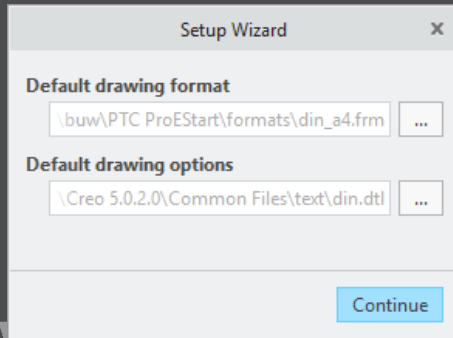 Setup Wizard
Default drawing format
\buw\PTC ProEStart\formats\din_a4.frm
...
Default drawing options
\Creo 5.0.2.0\Common Files\text\din.dtl
...
Continue